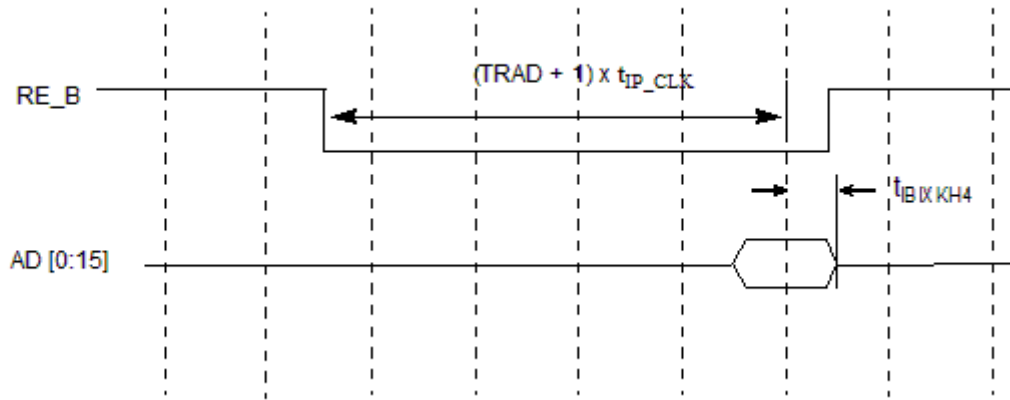 (TRAD + 1) x tIP_CLK
RE_B
tIBIXKH4
AD [0:15]